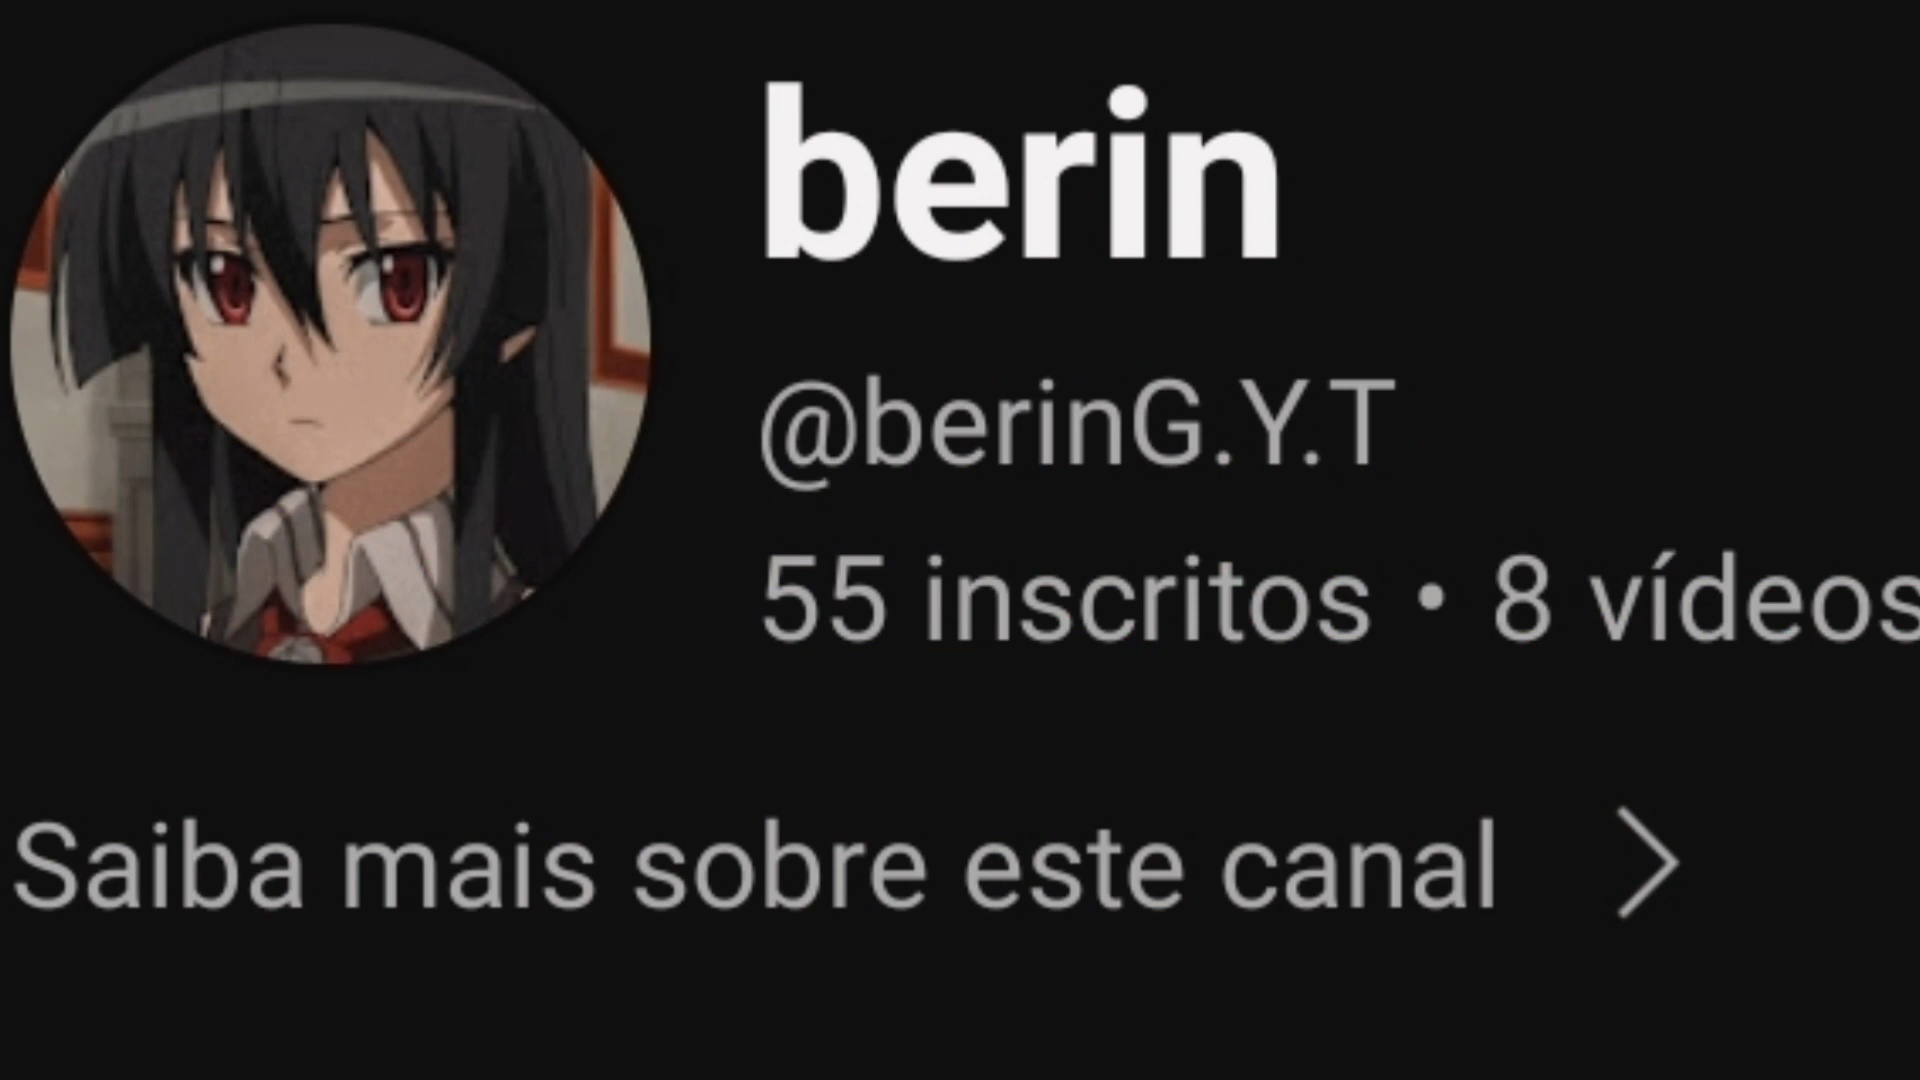 berin
@berinG.Y.T
55 inscritos • 8 vídeos
Saiba mais sobre este canal